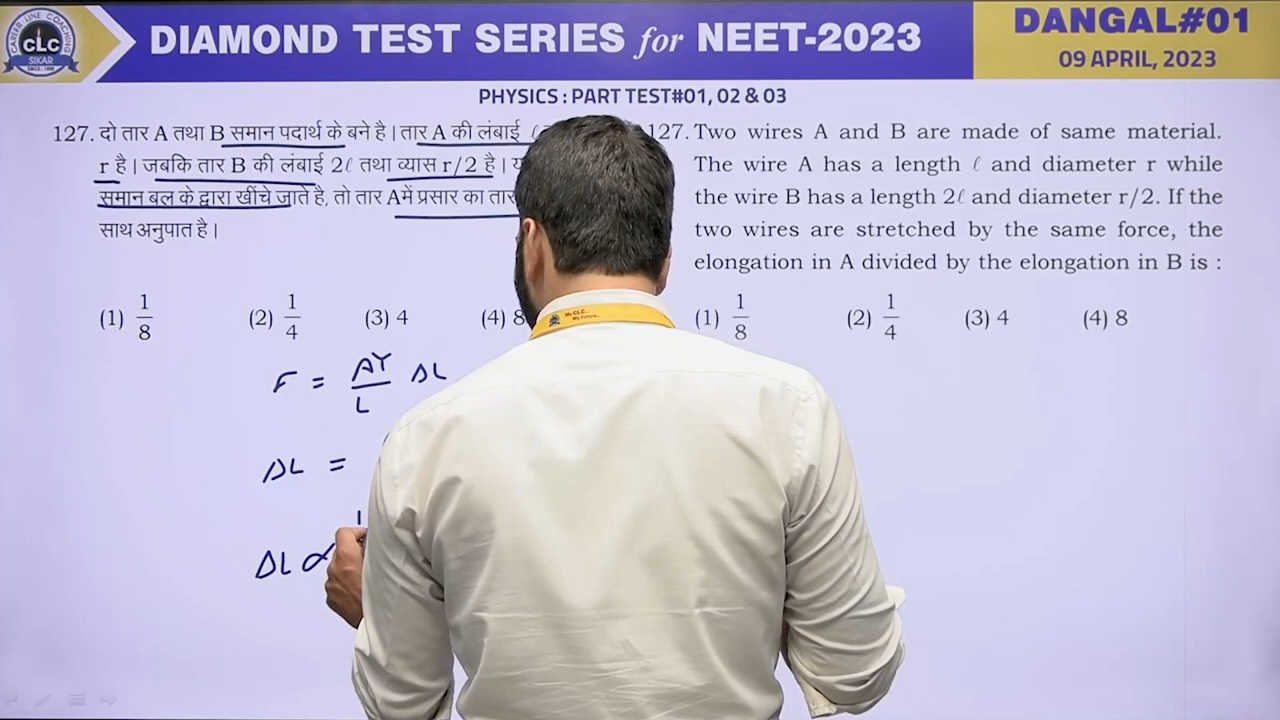 CAREER LINE COACHING
CLC
SIKAR
DIAMOND TEST SERIES for NEET-2023
DANGAL#01
09 APRIL, 2023
PHYSICS : PART TEST#01, 02 & 03
127. दो तार A तथा B समान पदार्थ के बने है। तार A की लंबाई
r है। जबकि तार B की लंबाई 2ℓ तथा व्यास r/2 है।
समान बल के द्वारा खींचे जाते है, तो तार A में प्रसार का तार
साथ अनुपात है।
(1) 1/8 (2) 1/4 (3) 4 (4) 8
127. Two wires A and B are made of same material.
The wire A has a length ℓ and diameter r while
the wire B has a length 2ℓ and diameter r/2. If the
two wires are stretched by the same force, the
elongation in A divided by the elongation in B is :
(1) 1/8 (2) 1/4 (3) 4 (4) 8
F = AY/L ΔL
ΔL =
ΔL ∝
My CLC...
My Future...